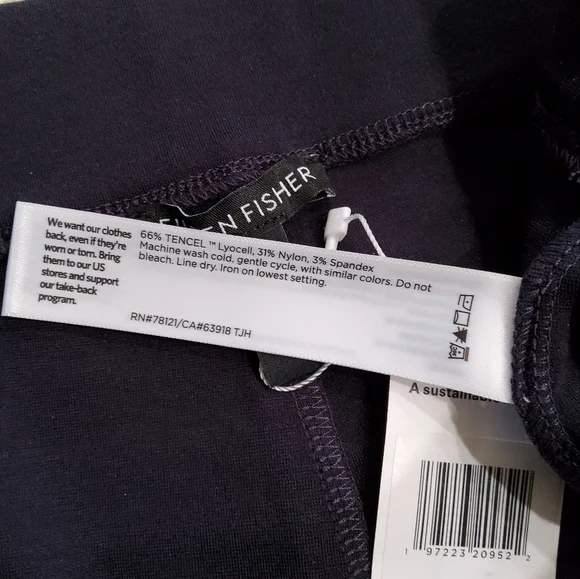 EN FISHER
We want our clothes
back, even if they're
worn or torn. Bring
them to our US
stores and support
our take-back
program.
66% TENCEL ™ Lyocell, 31% Nylon, 3% Spandex
Machine wash cold, gentle cycle, with similar colors. Do not
bleach. Line dry. Iron on lowest setting.
RN#78121/CA#63918 TJH
A sustainable
1 97223 20952 2